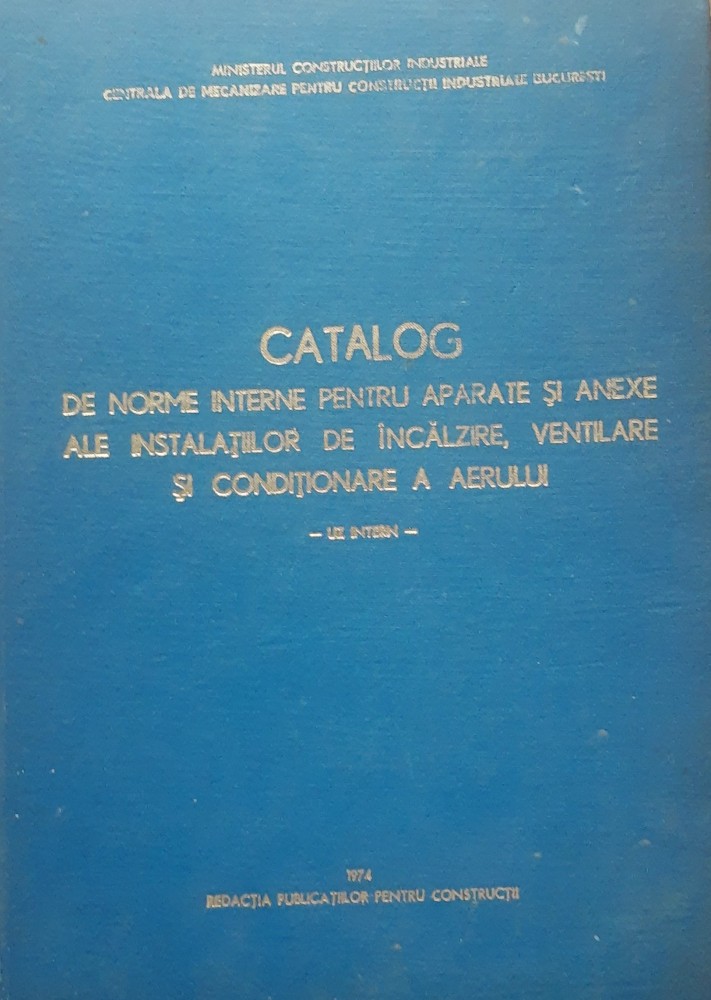 MINISTERUL CONSTRUCȚIILOR INDUSTRIALE
CENTRALA DE MECANIZARE PENTRU CONSTRUCȚII INDUSTRIALE BUCUREȘTI
CATALOG
DE NORME INTERNE PENTRU APARATE ȘI ANEXE
ALE INSTALAȚIILOR DE ÎNCĂLZIRE, VENTILARE
ȘI CONDIȚIONARE A AERULUI
— UZ INTERN —
1974
REDACȚIA PUBLICAȚIILOR PENTRU CONSTRUCȚII